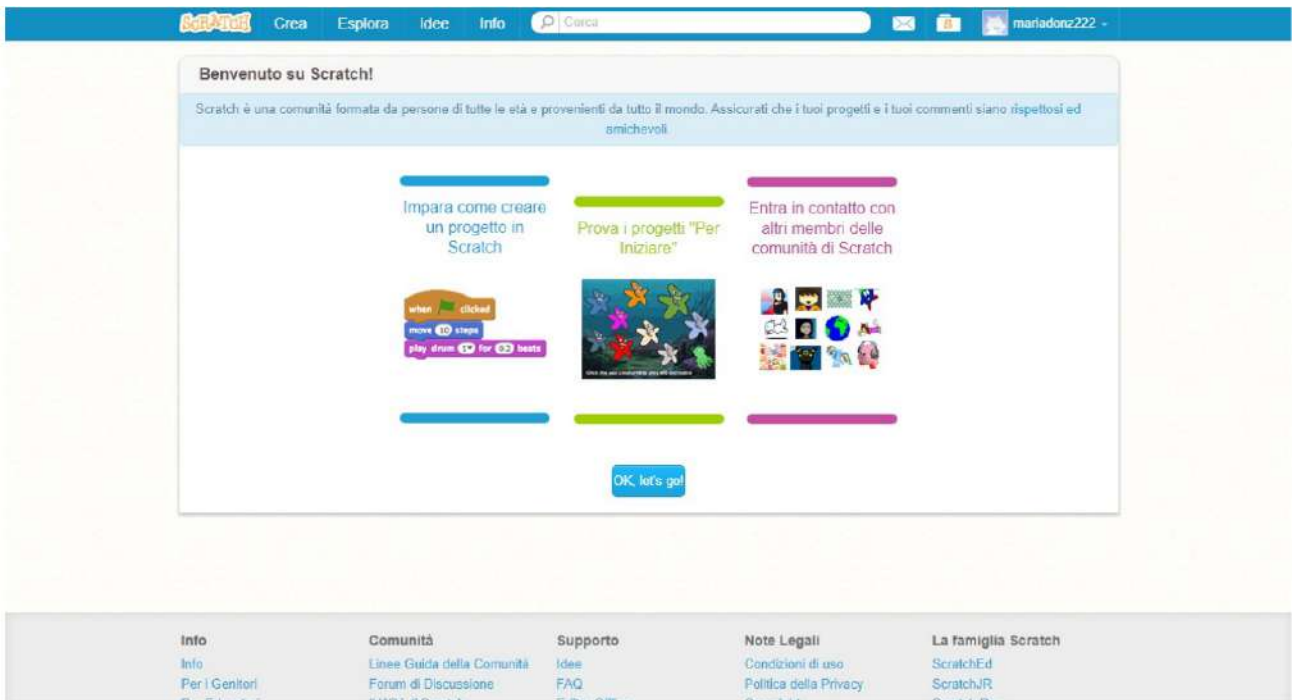 SCRATCH Crea Esplora Idee Info Cerca mariadonz222
Benvenuto su Scratch!
Scratch è una comunità formata da persone di tutte le età e provenienti da tutto il mondo. Assicurati che i tuoi progetti e i tuoi commenti siano rispettosi ed
amichevoli.
Impara come creare
un progetto in
Scratch
when clicked
move 10 steps
play drum 1 for 0.2 beats
Prova i progetti "Per
Iniziare"
Entra in contatto con
altri membri delle
comunità di Scratch
OK, let's go!
Info
Info
Per i Genitori
Comunità
Linee Guida della Comunità
Forum di Discussione
Supporto
Idee
FAQ
Note Legali
Condizioni di uso
Politica della Privacy
La famiglia Scratch
ScratchEd
ScratchJR